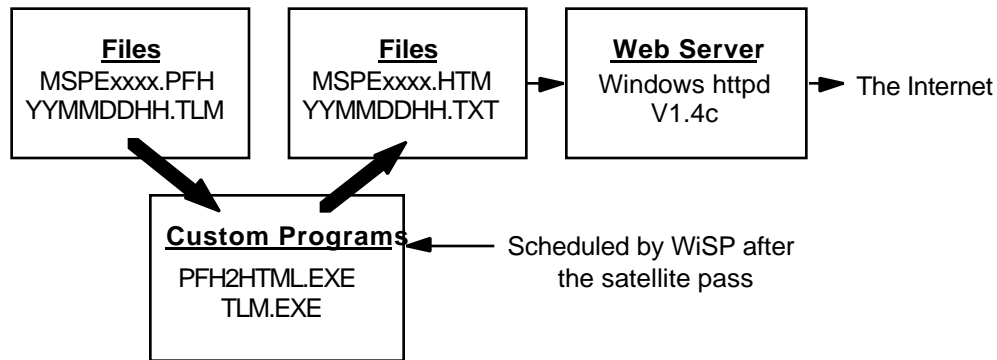 Files
MSPExxxx.PFH
YYMMDDHH.TLM
Files
MSPExxxx.HTM
YYMMDDHH.TXT
Web Server
Windows httpd
V1.4c
The Internet
Custom Programs
PFH2HTML.EXE
TLM.EXE
Scheduled by WiSP after
the satellite pass